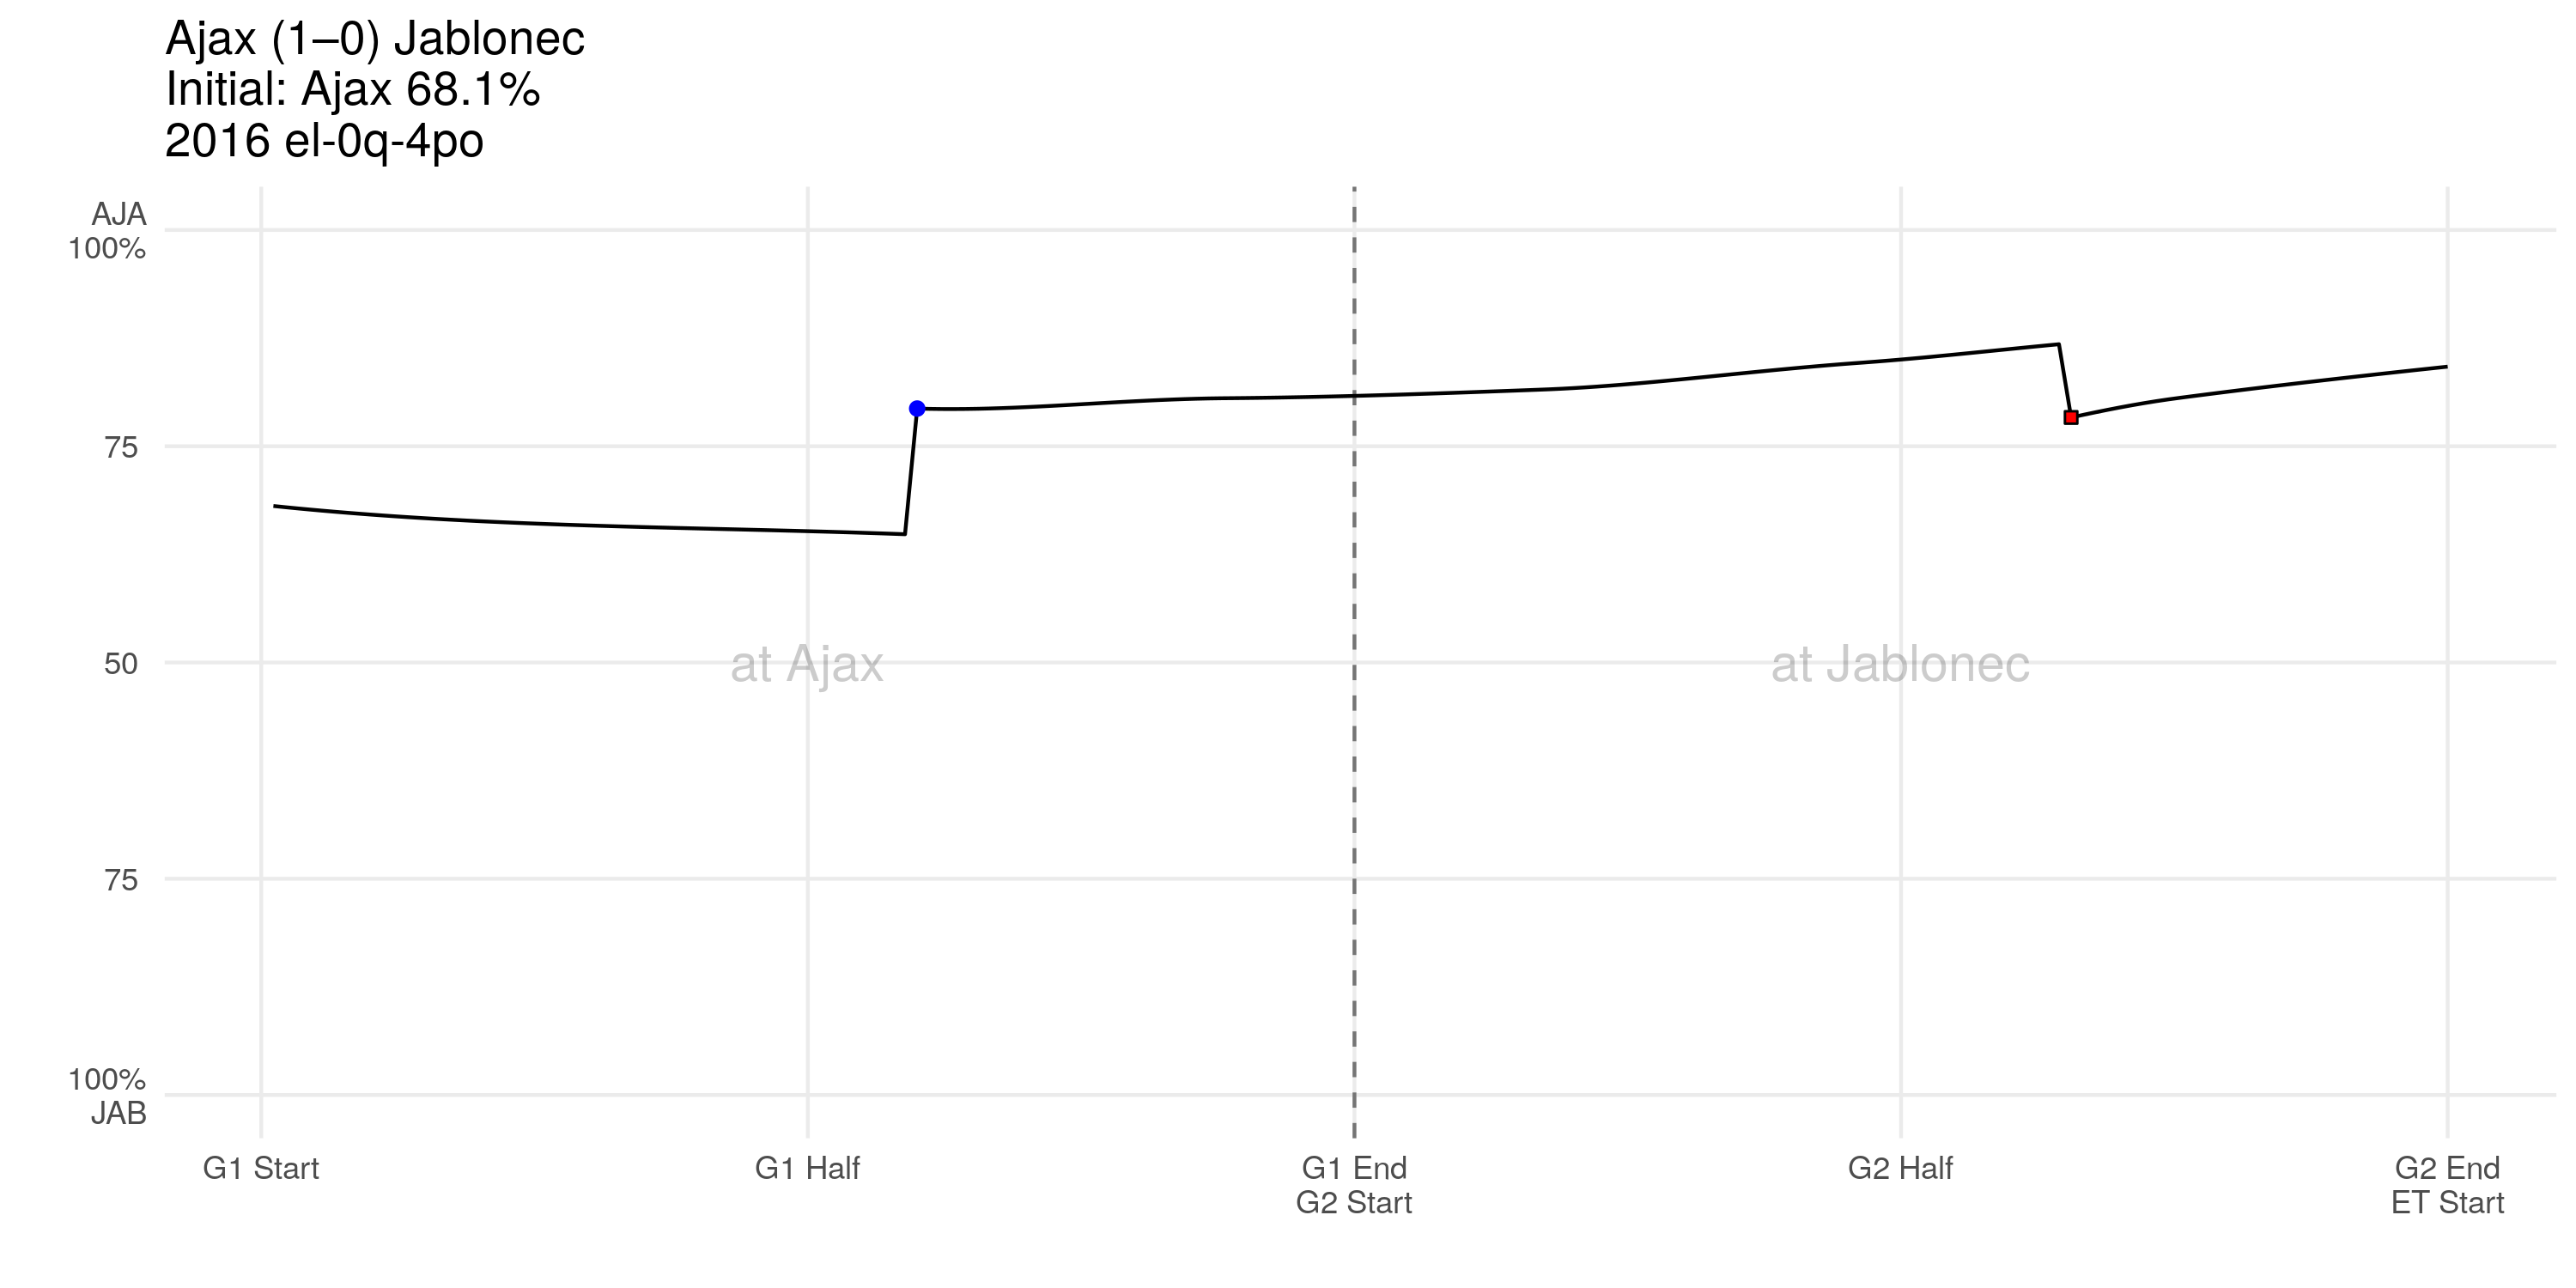 Ajax (1–0) Jablonec
Initial: Ajax 68.1%
2016 el-0q-4po
AJA
100%
75
50
75
100%
JAB
at Ajax
at Jablonec
G1 Start
G1 Half
G1 End
G2 Start
G2 Half
G2 End
ET Start